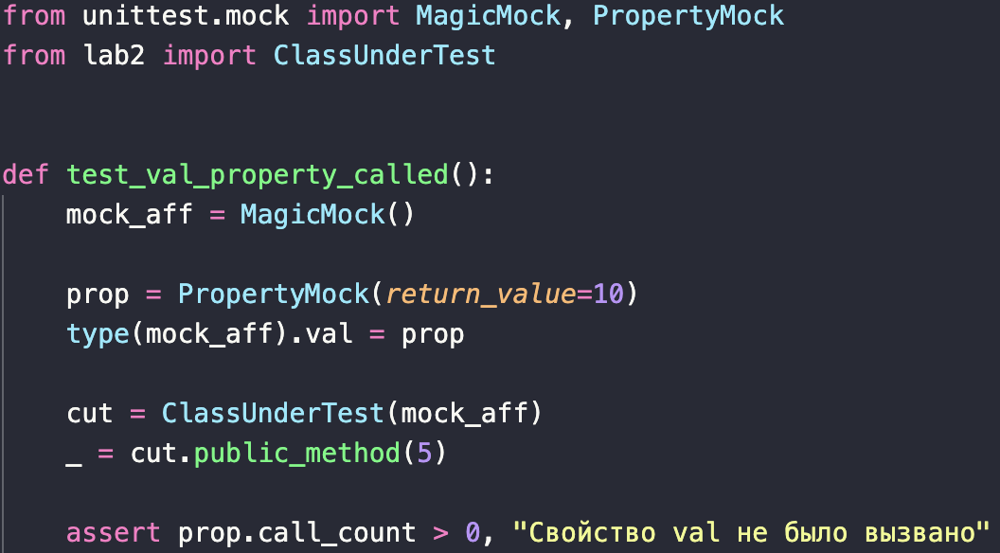 from unittest.mock import MagicMock, PropertyMock
from lab2 import ClassUnderTest
def test_val_property_called():
    mock_aff = MagicMock()
    prop = PropertyMock(return_value=10)
    type(mock_aff).val = prop
    cut = ClassUnderTest(mock_aff)
    _ = cut.public_method(5)
    assert prop.call_count > 0, "Свойство val не было вызвано"